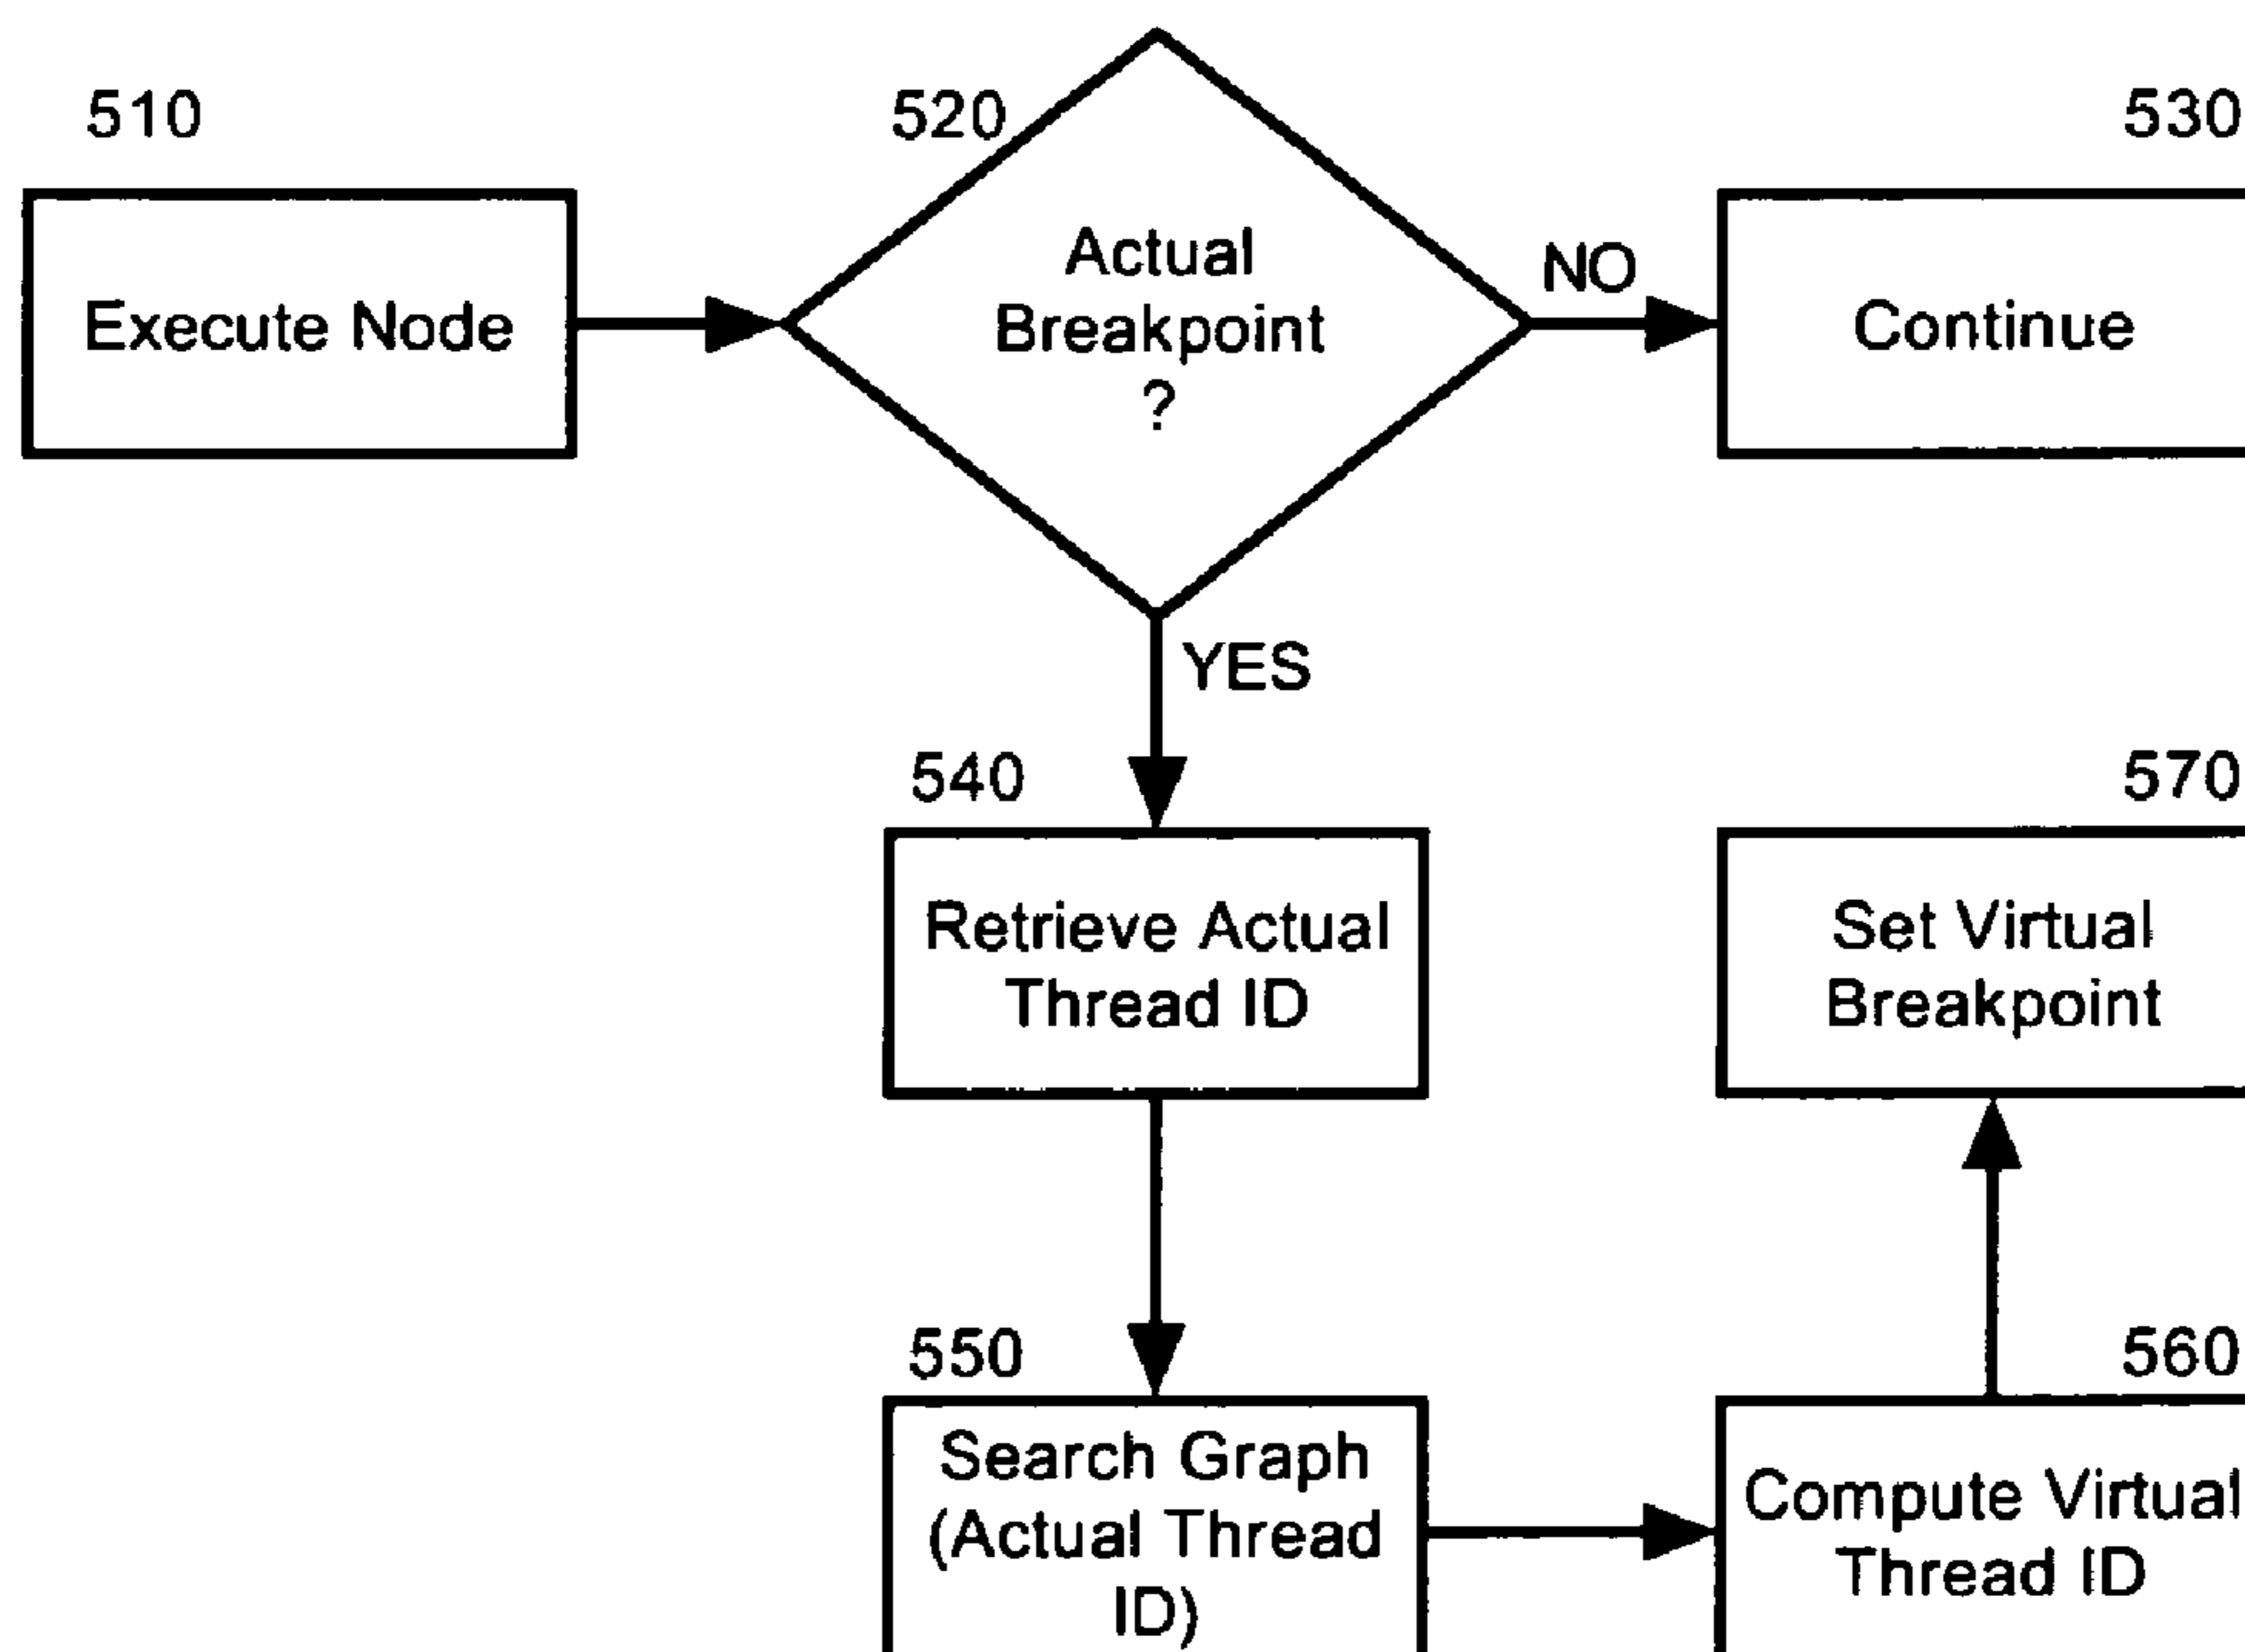 510
520
530
Execute Node
Actual
Breakpoint
?
NO
Continue
YES
540
570
Retrieve Actual
Thread ID
Set Virtual
Breakpoint
550
560
Search Graph
(Actual Thread
ID)
Compute Virtual
Thread ID